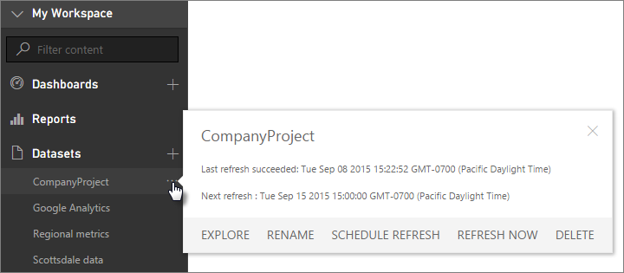 My Workspace
Filter content
Dashboards
Reports
Datasets
CompanyProject
Google Analytics
Regional metrics
Scottsdale data
CompanyProject
Last refresh succeeded: Tue Sep 08 2015 15:22:52 GMT-0700 (Pacific Daylight Time)
Next refresh : Tue Sep 15 2015 15:00:00 GMT-0700 (Pacific Daylight Time)
EXPLORE RENAME SCHEDULE REFRESH REFRESH NOW DELETE